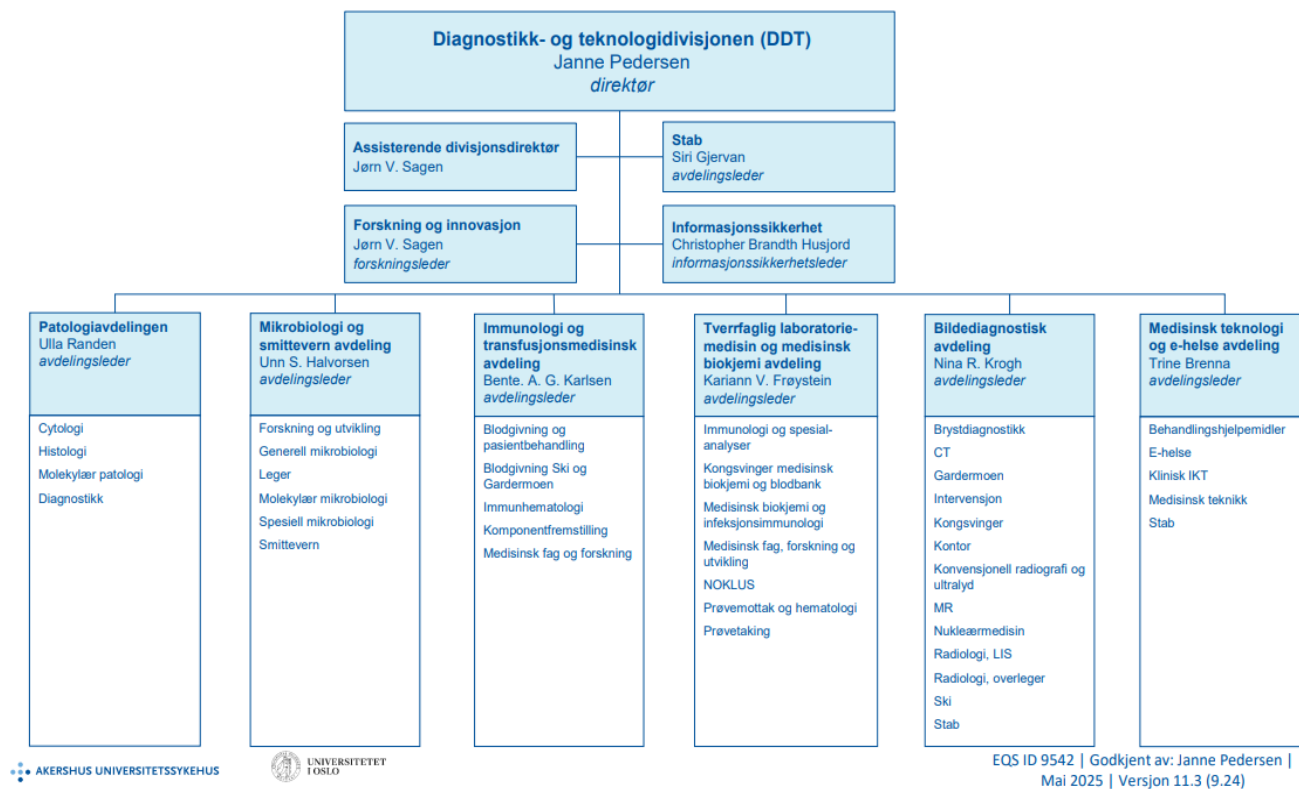 Diagnostikk- og teknologidivisjonen (DDT)
Janne Pedersen
direktør
Assisterende divisjonsdirektør
Jørn V. Sagen
Stab
Siri Gjervan
avdelingsleder
Forskning og innovasjon
Jørn V. Sagen
forskningsleder
Informasjonssikkerhet
Christopher Brandth Husjord
informasjonssikkerhetsleder
Patologiavdelingen
Ulla Randen
avdelingsleder
Cytologi
Histologi
Molekylær patologi
Diagnostikk
Mikrobiologi og
smittevern avdeling
Unn S. Halvorsen
avdelingsleder
Forskning og utvikling
Generell mikrobiologi
Leger
Molekylær mikrobiologi
Spesiell mikrobiologi
Smittevern
Immunologi og
transfusjonsmedisinsk
avdeling
Bente. A. G. Karlsen
avdelingsleder
Blodgivning og
pasientbehandling
Blodgivning Ski og
Gardermoen
Immunhematologi
Komponentfremstilling
Medisinsk fag og forskning
Tverrfaglig laboratorie-
medisin og medisinsk
biokjemi avdeling
Kariann V. Frøystein
avdelingsleder
Immunologi og spesial-
analyser
Kongsvinger medisinsk
biokjemi og blodbank
Medisinsk biokjemi og
infeksjonsimmunologi
Medisinsk fag, forskning og
utvikling
NOKLUS
Prøvemottak og hematologi
Prøvetaking
Bildediagnostisk
avdeling
Nina R. Krogh
avdelingsleder
Brystdiagnostikk
CT
Gardermoen
Intervensjon
Kongsvinger
Kontor
Konvensjonell radiografi og
ultralyd
MR
Nukleærmedisin
Radiologi, LIS
Radiologi, overleger
Ski
Stab
Medisinsk teknologi
og e-helse avdeling
Trine Brenna
avdelingsleder
Behandlingshjelpemidler
E-helse
Klinisk IKT
Medisinsk teknikk
Stab
AKERSHUS UNIVERSITETSSYKEHUS
UNIVERSITETET
I OSLO
EQS ID 9542 | Godkjent av: Janne Pedersen |
Mai 2025 | Versjon 11.3 (9.24)